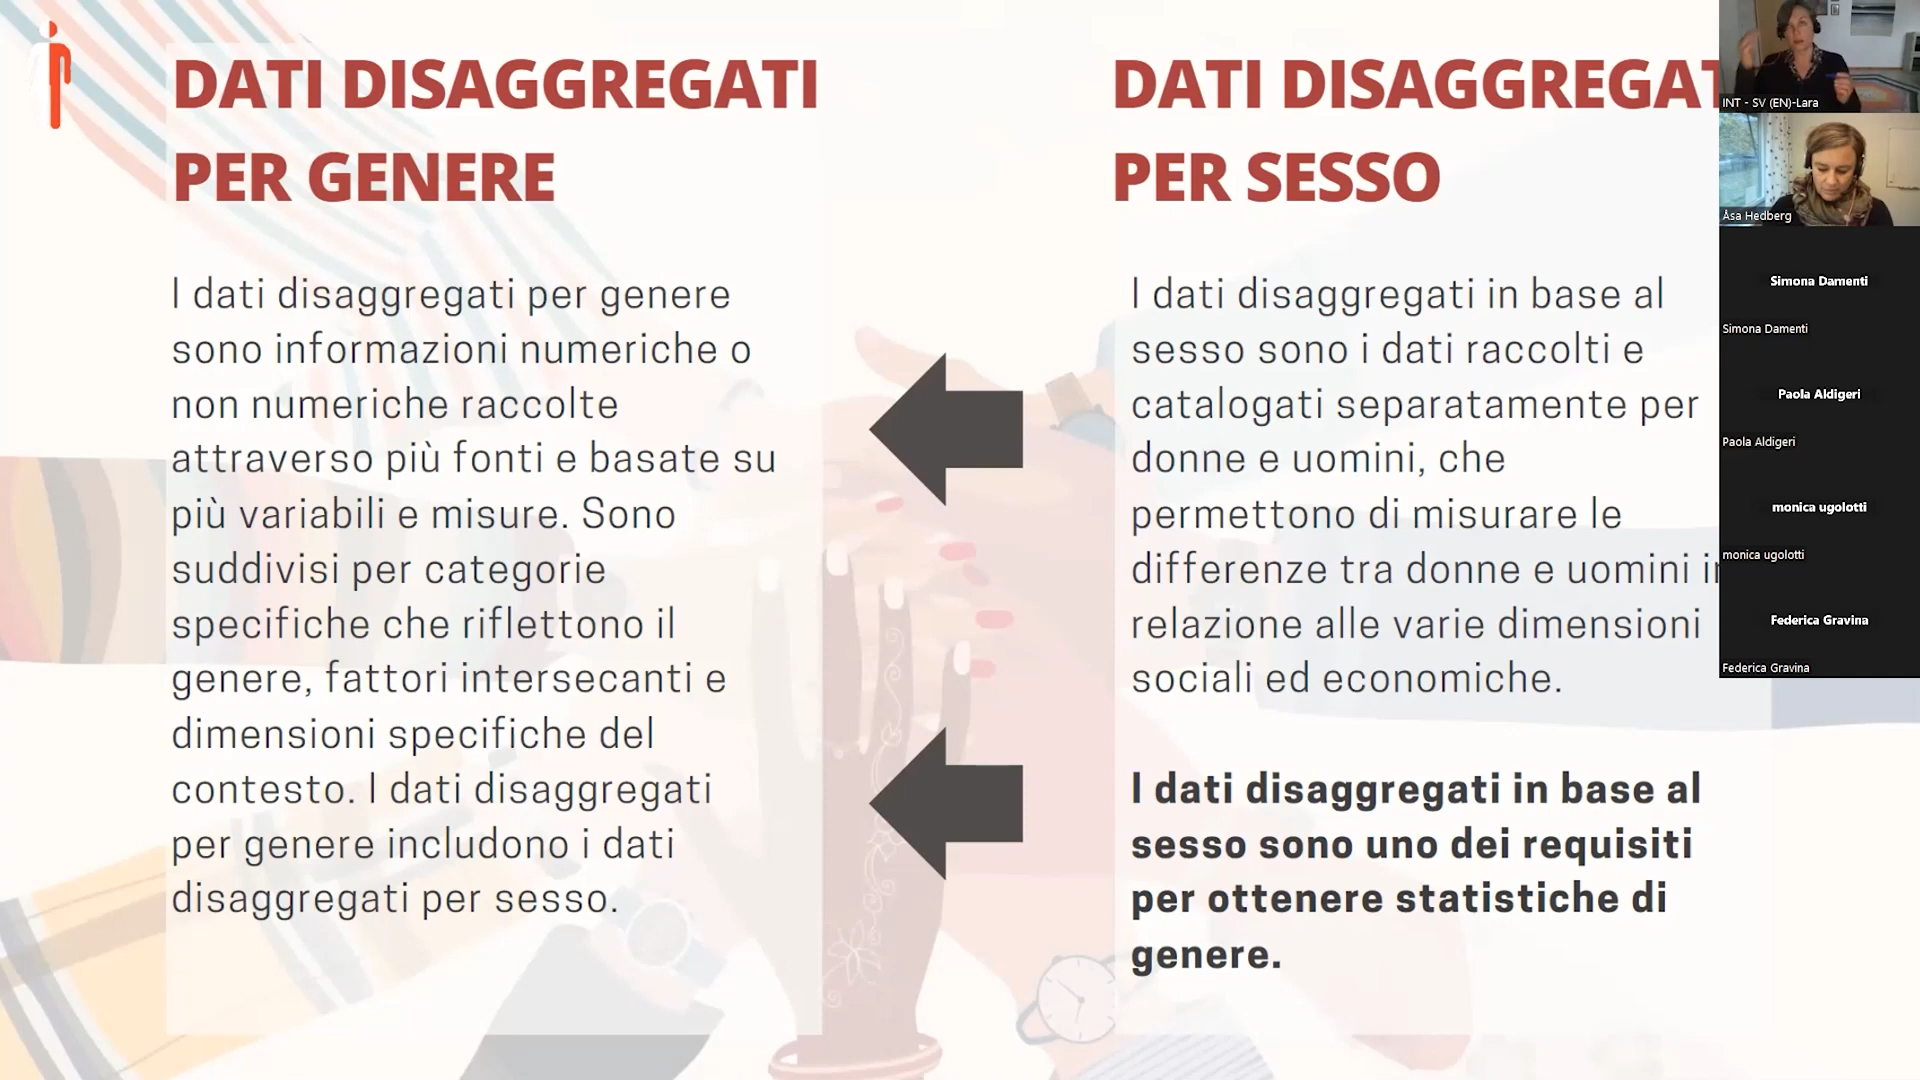 DATI DISAGGREGATI
PER GENERE
I dati disaggregati per genere
sono informazioni numeriche o
non numeriche raccolte
attraverso più fonti e basate su
più variabili e misure. Sono
suddivisi per categorie
specifiche che riflettono il
genere, fattori intersecanti e
dimensioni specifiche del
contesto. I dati disaggregati
per genere includono i dati
disaggregati per sesso.
DATI DISAGGREGAT
PER SESSO
I dati disaggregati in base al
sesso sono i dati raccolti e
catalogati separatamente per
donne e uomini, che
permettono di misurare le
differenze tra donne e uomini i
relazione alle varie dimensioni
sociali ed economiche.
I dati disaggregati in base al
sesso sono uno dei requisiti
per ottenere statistiche di
genere.
INT - SV (EN)-Lara
Åsa Hedberg
Simona Damenti
Simona Damenti
Paola Aldigeri
Paola Aldigeri
monica ugolotti
monica ugolotti
Federica Gravina
Federica Gravina